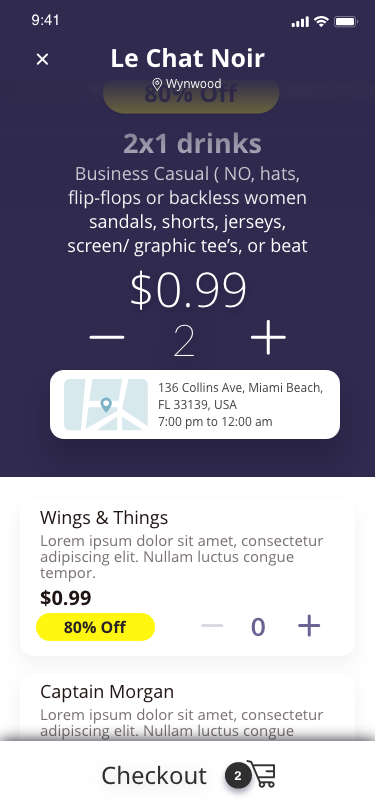 9:41
Le Chat Noir
Wynwood
80% Off
2x1 drinks
Business Casual ( NO, hats,
flip-flops or backless women
sandals, shorts, jerseys,
screen/ graphic tee’s, or beat
$0.99
2
136 Collins Ave, Miami Beach,
FL 33139, USA
7:00 pm to 12:00 am
Wings & Things
Lorem ipsum dolor sit amet, consectetur
adipiscing elit. Nullam luctus congue
tempor.
$0.99
80% Off
0
Captain Morgan
Lorem ipsum dolor sit amet, consectetur
adipiscing elit. Nullam luctus congue
Checkout 2